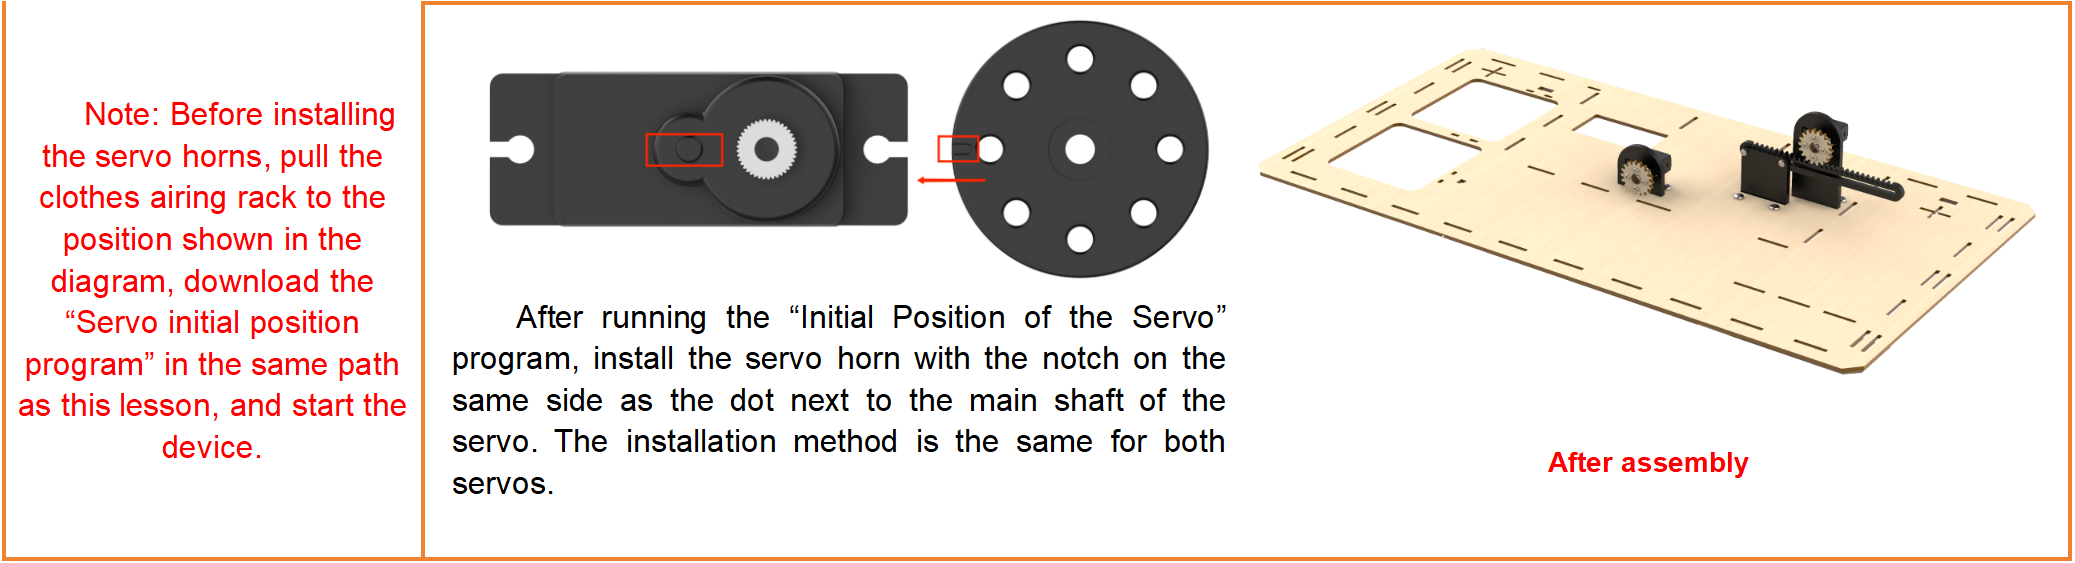 Note: Before installing
the servo horns, pull the
clothes airing rack to the
position shown in the
diagram, download the
“Servo initial position
program” in the same path
as this lesson, and start the
device.
After running the “Initial Position of the Servo”
program, install the servo horn with the notch on the
same side as the dot next to the main shaft of the
servo. The installation method is the same for both
servos.
After assembly